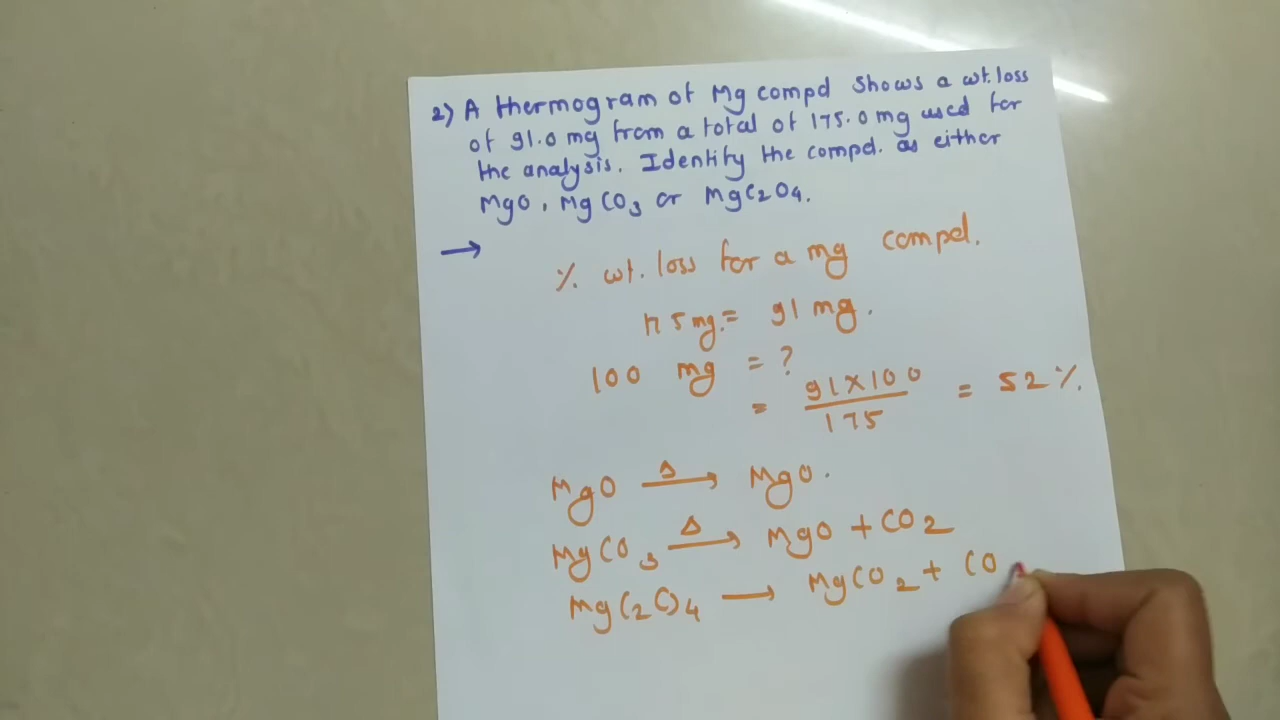 2) A thermogram of Mg compd shows a wt. loss
of 91.0 mg from a total of 175.0 mg used for
the analysis. Identify the compd. as either
MgO, MgCO3 or MgC2O4.
→
% wt. loss for a mg compd.
175 mg. = 91 mg.
100 mg = ?
= 91×100 / 175 = 52 %.
MgO Δ→ MgO.
MgCO3 Δ→ MgO + CO2
MgC2O4 → MgCO2 + CO